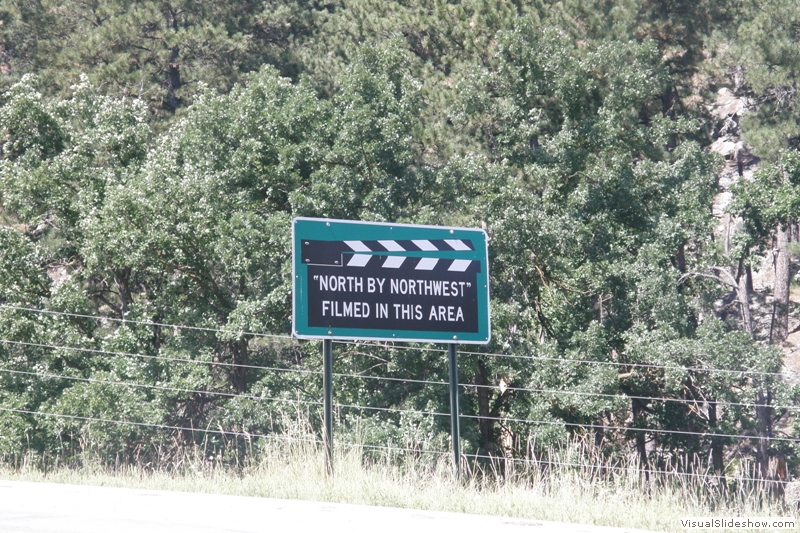 "NORTH BY NORTHWEST"
FILMED IN THIS AREA
VisualSlideshow.com